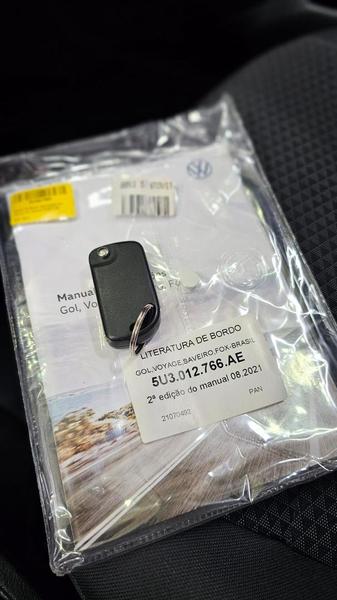 Manua
Gol, Vo
LITERATURA DE BORDO
GOL,VOYAGE,SAVEIRO,FOX-BRASIL
5U3.012.766.AE
2ª edição do manual 08.2021
21070492
PAN